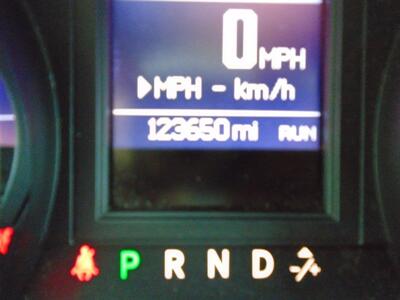 0 MPH
▶MPH - km/h
123650 mi RUN
P R N D